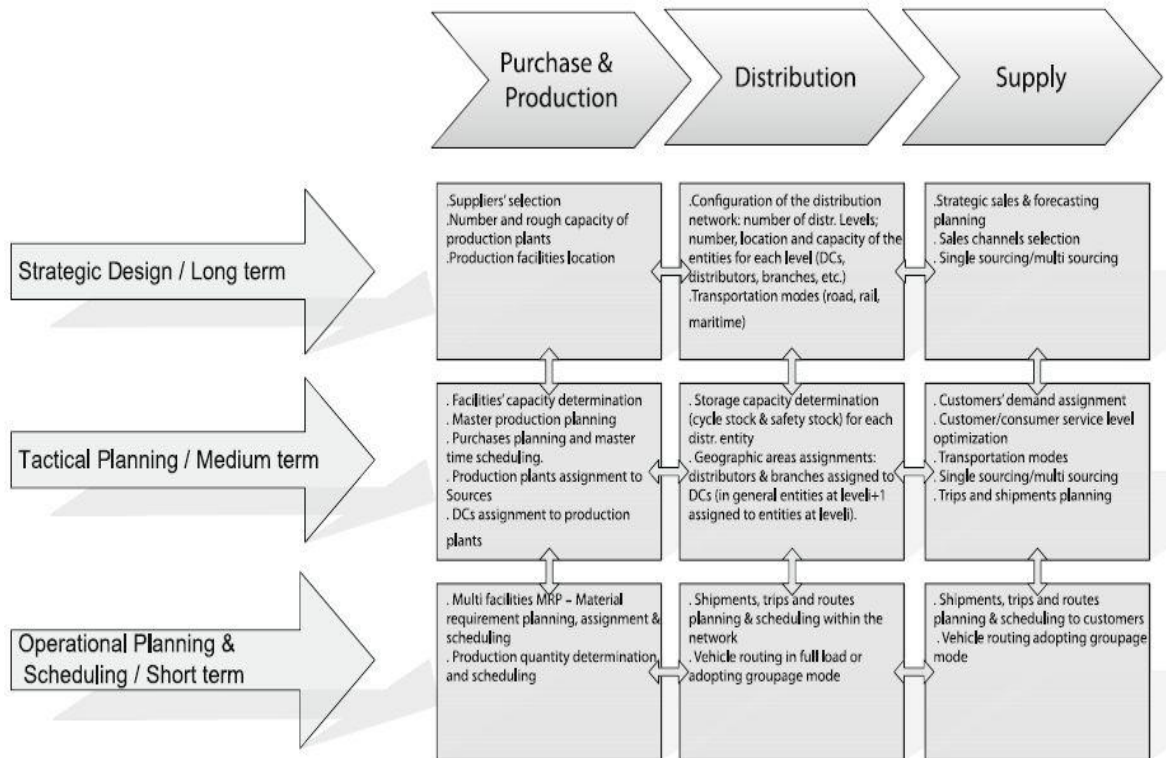 Purchase &
Production
Distribution
Supply
Strategic Design / Long term
.Suppliers' selection
.Number and rough capacity of
production plants
.Production facilities location
.Configuration of the distribution
network: number of distr. Levels;
number, location and capacity of the
entities for each level (DCs,
distributors, branches, etc.)
.Transportation modes (road, rail,
maritime)
.Strategic sales & forecasting
planning
. Sales channels selection
. Single sourcing/multi sourcing
Tactical Planning / Medium term
. Facilities' capacity determination
. Master production planning
. Purchases planning and master
time scheduling.
. Production plants assignment to
Sources
. DCs assignment to production
plants
. Storage capacity determination
(cycle stock & safety stock) for each
distr. entity
. Geographic areas assignments:
distributors & branches assigned to
DCs (in general entities at leveli+1
assigned to entities at leveli).
. Customers' demand assignment
. Customer/consumer service level
optimization
. Transportation modes
. Single sourcing/multi sourcing
. Trips and shipments planning
Operational Planning &
Scheduling / Short term
. Multi facilities MRP – Material
requirement planning, assignment &
scheduling
. Production quantity determination
and scheduling
. Shipments, trips and routes
planning & scheduling within the
network
. Vehicle routing in full load or
adopting groupage mode
. Shipments, trips and routes
planning & scheduling to customers
. Vehicle routing adopting groupage
mode